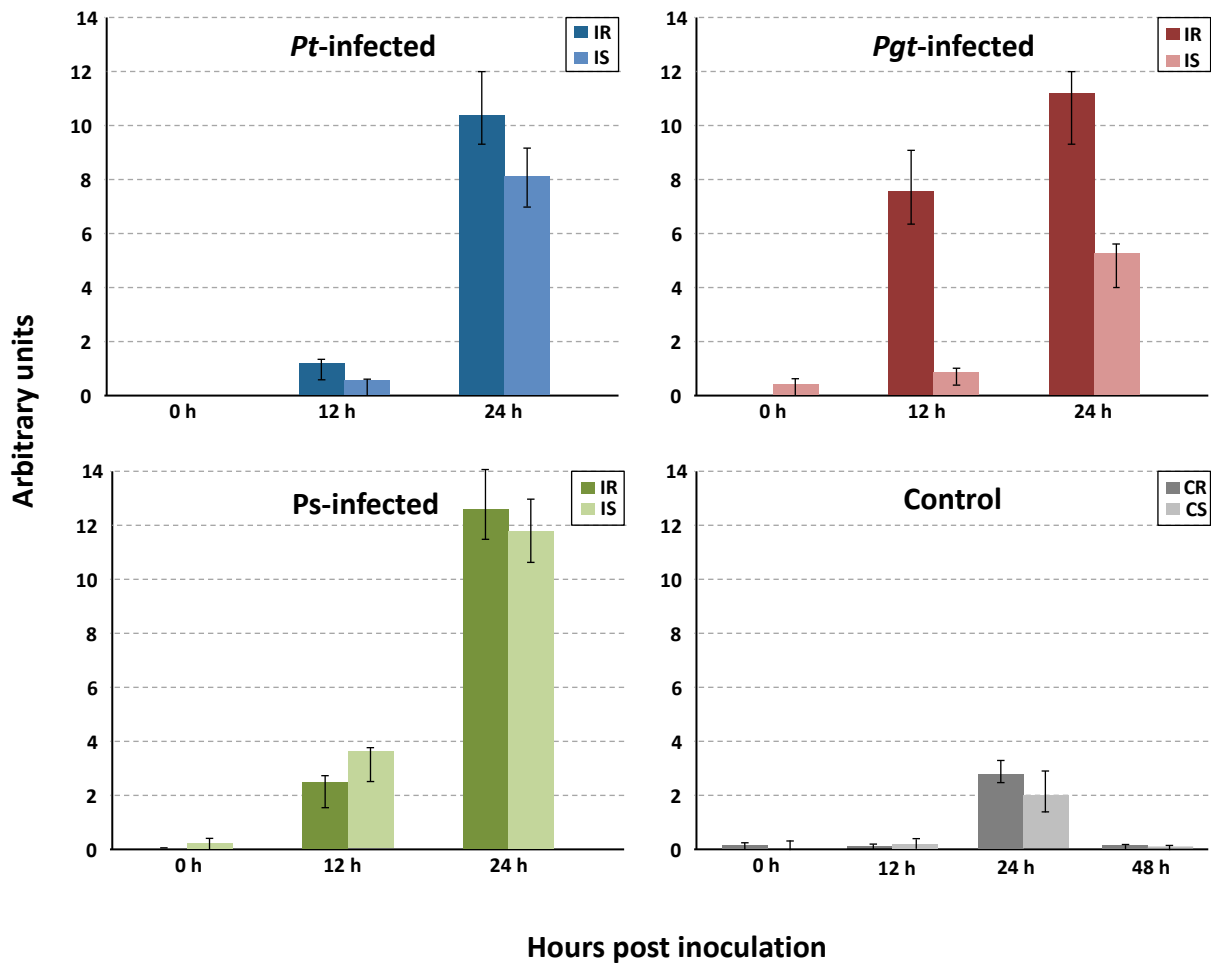 Arbitrary units
Pt-infected
IR
IS
14
12
10
8
6
4
2
0
0 h
12 h
24 h
Pgt-infected
IR
IS
14
12
10
8
6
4
2
0
0 h
12 h
24 h
Ps-infected
IR
IS
14
12
10
8
6
4
2
0
0 h
12 h
24 h
Control
CR
CS
14
12
10
8
6
4
2
0
0 h
12 h
24 h
48 h
Hours post inoculation